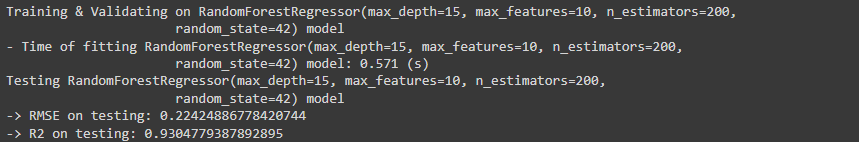 Training & Validating on RandomForestRegressor(max_depth=15, max_features=10, n_estimators=200,
random_state=42) model
- Time of fitting RandomForestRegressor(max_depth=15, max_features=10, n_estimators=200,
random_state=42) model: 0.571 (s)
Testing RandomForestRegressor(max_depth=15, max_features=10, n_estimators=200,
random_state=42) model
-> RMSE on testing: 0.22424886778420744
-> R2 on testing: 0.9304779387892895